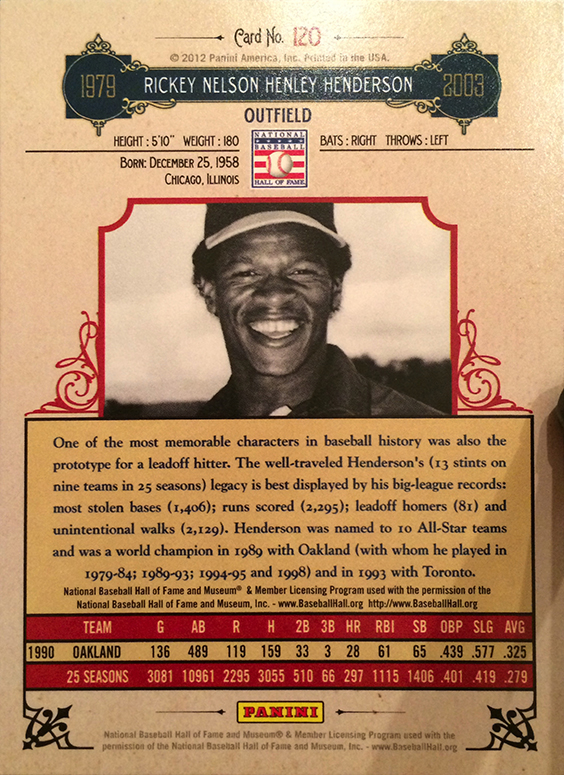 Card No. 120
© 2012 Panini America, Inc. Printed in the USA.
1979 RICKEY NELSON HENLEY HENDERSON 2003
OUTFIELD
HEIGHT : 5'10" WEIGHT : 180
BATS : RIGHT THROWS : LEFT
BORN: DECEMBER 25, 1958
CHICAGO, ILLINOIS
NATIONAL
BASEBALL
HALL OF FAME
One of the most memorable characters in baseball history was also the
prototype for a leadoff hitter. The well-traveled Henderson's (13 stints on
nine teams in 25 seasons) legacy is best displayed by his big-league records:
most stolen bases (1,406); runs scored (2,295); leadoff homers (81) and
unintentional walks (2,129). Henderson was named to 10 All-Star teams
and was a world champion in 1989 with Oakland (with whom he played in
1979-84; 1989-93; 1994-95 and 1998) and in 1993 with Toronto.
National Baseball Hall of Fame and Museum® & Member Licensing Program used with the permission of the
National Baseball Hall of Fame and Museum, Inc. - www.BaseballHall.org http://www.BaseballHall.org
TEAM G AB R H 2B 3B HR RBI SB OBP SLG AVG
1990 OAKLAND 136 489 119 159 33 3 28 61 65 .439 .577 .325
25 SEASONS 3081 10961 2295 3055 510 66 297 1115 1406 .401 .419 .279
PANINI
National Baseball Hall of Fame and Museum® & Member Licensing Program used with the
permission of the National Baseball Hall of Fame and Museum, Inc. - www.BaseballHall.org